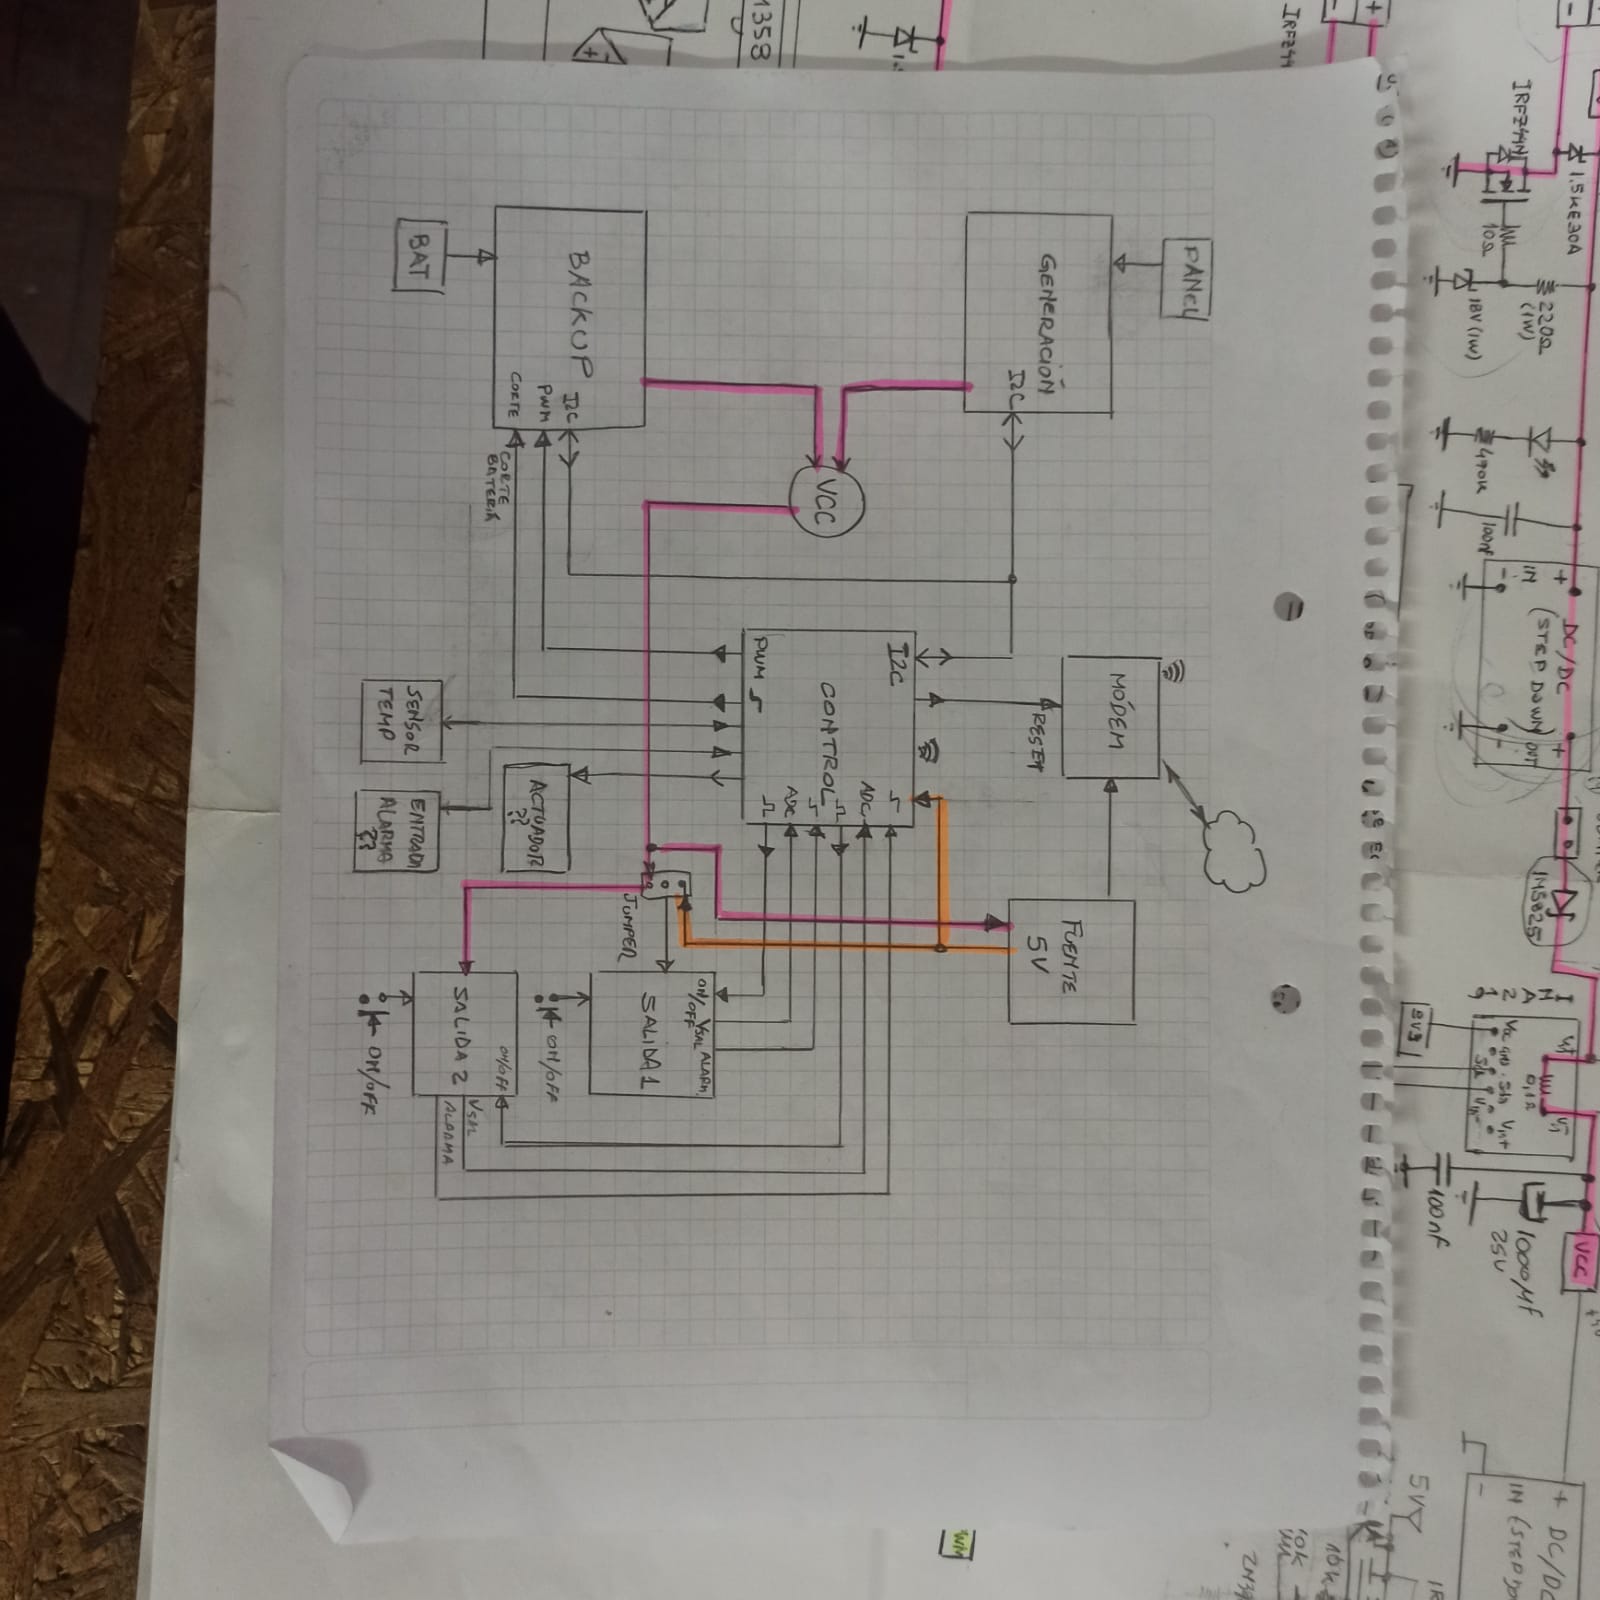 PANEL
GENERACIÓN
I2C
BACKUP
I2C
PWM
CORTE
BAT
CORTE
BATERIA
VCC
MÓDEM
RESET
I2C
CONTROL
PWM
ADC
ADC
SENSOR
TEMP
ENTRADA
ALARMA
??
ACTUADOR
??
JUMPER
FUENTE
5V
ON/OFF
VSAL
ALARM.
SALIDA 1
ON/OFF
ON/OFF
SALIDA 2
VSAL
ALARMA
ON/OFF
1358
IRFZ44
-
+
-
IRFZ44N
1.5KE30A
10Ω
220Ω
(1W)
18V (1W)
470K
100nF
IN
+
-
DC/DC
(STEP DOWN)
OUT
+
-
1N5825
INA219
3V3
0,1Ω
100nf
1000µf
25V
VCC
5V
+
-
DC/DC
10K
10K